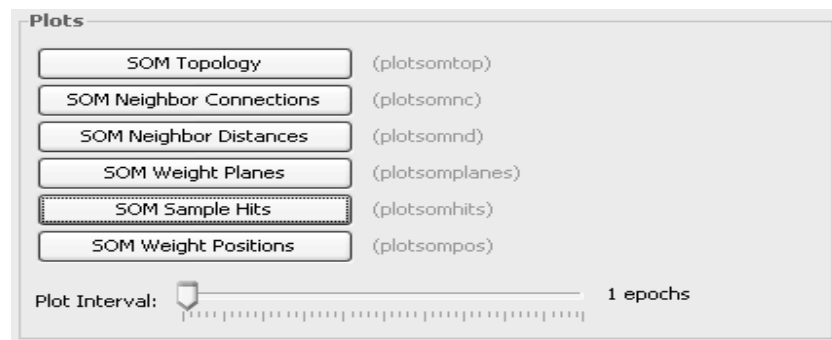 Plots
SOM Topology (plotsomtop)
SOM Neighbor Connections (plotsomnc)
SOM Neighbor Distances (plotsomnd)
SOM Weight Planes (plotsomplanes)
SOM Sample Hits (plotsomhits)
SOM Weight Positions (plotsompos)
Plot Interval: 1 epochs